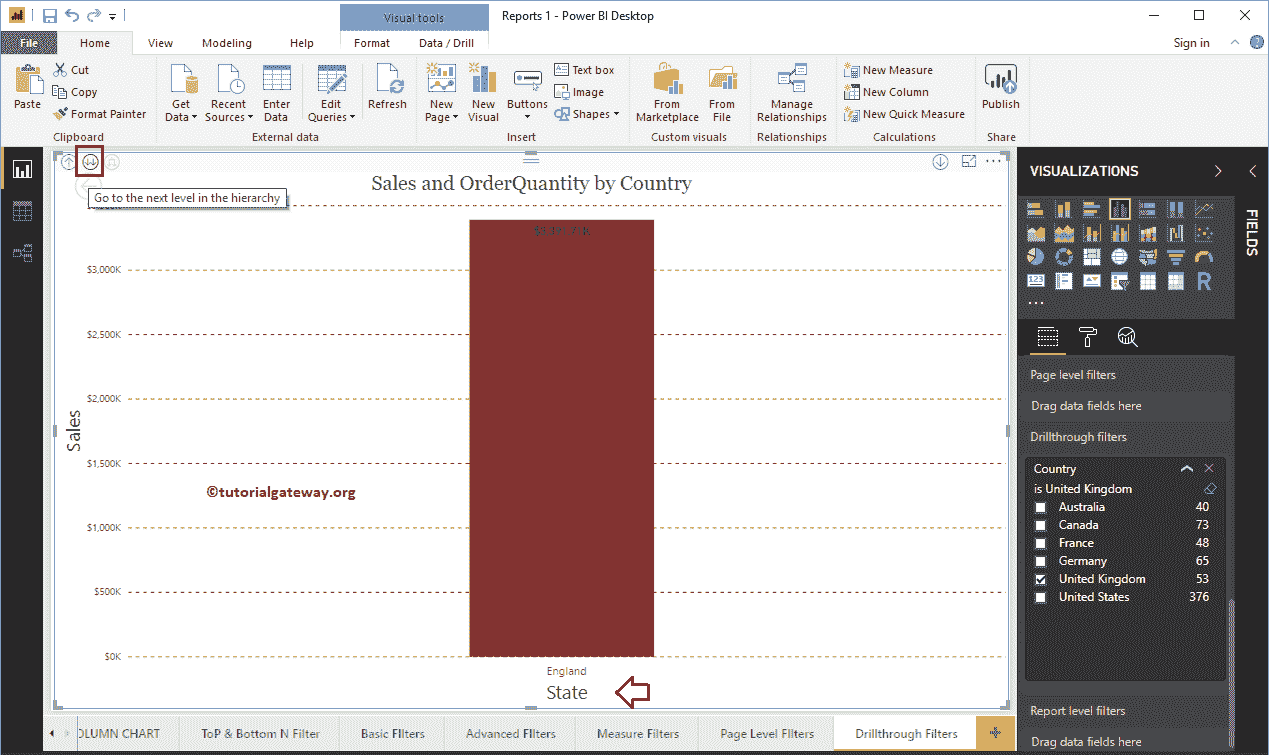 Visual tools
Reports 1 - Power BI Desktop
File Home View Modeling Help Format Data / Drill Sign in
Paste
Cut
Copy
Format Painter
Clipboard
Get Data
Recent Sources
Enter Data
Edit Queries
Refresh
External data
New Page
New Visual
Buttons
Text box
Image
Shapes
Insert
From Marketplace
From File
Custom visuals
Manage Relationships
Relationships
New Measure
New Column
New Quick Measure
Calculations
Publish
Share
Go to the next level in the hierarchy
Sales and OrderQuantity by Country
$3,000K
$2,500K
$2,000K
$1,500K
$1,000K
$500K
$0K
Sales
©tutorialgateway.org
England
State
VISUALIZATIONS
FIELDS
123
R
Page level filters
Drag data fields here
Drillthrough filters
Country
is United Kingdom
Australia 40
Canada 73
France 48
Germany 65
United Kingdom 53
United States 376
Report level filters
Drag data fields here
OLUMN CHART ToP & Bottom N Filter Basic FIlters Advanced FIlters Measure Filters Page Level FIlters Drillthrough Filters